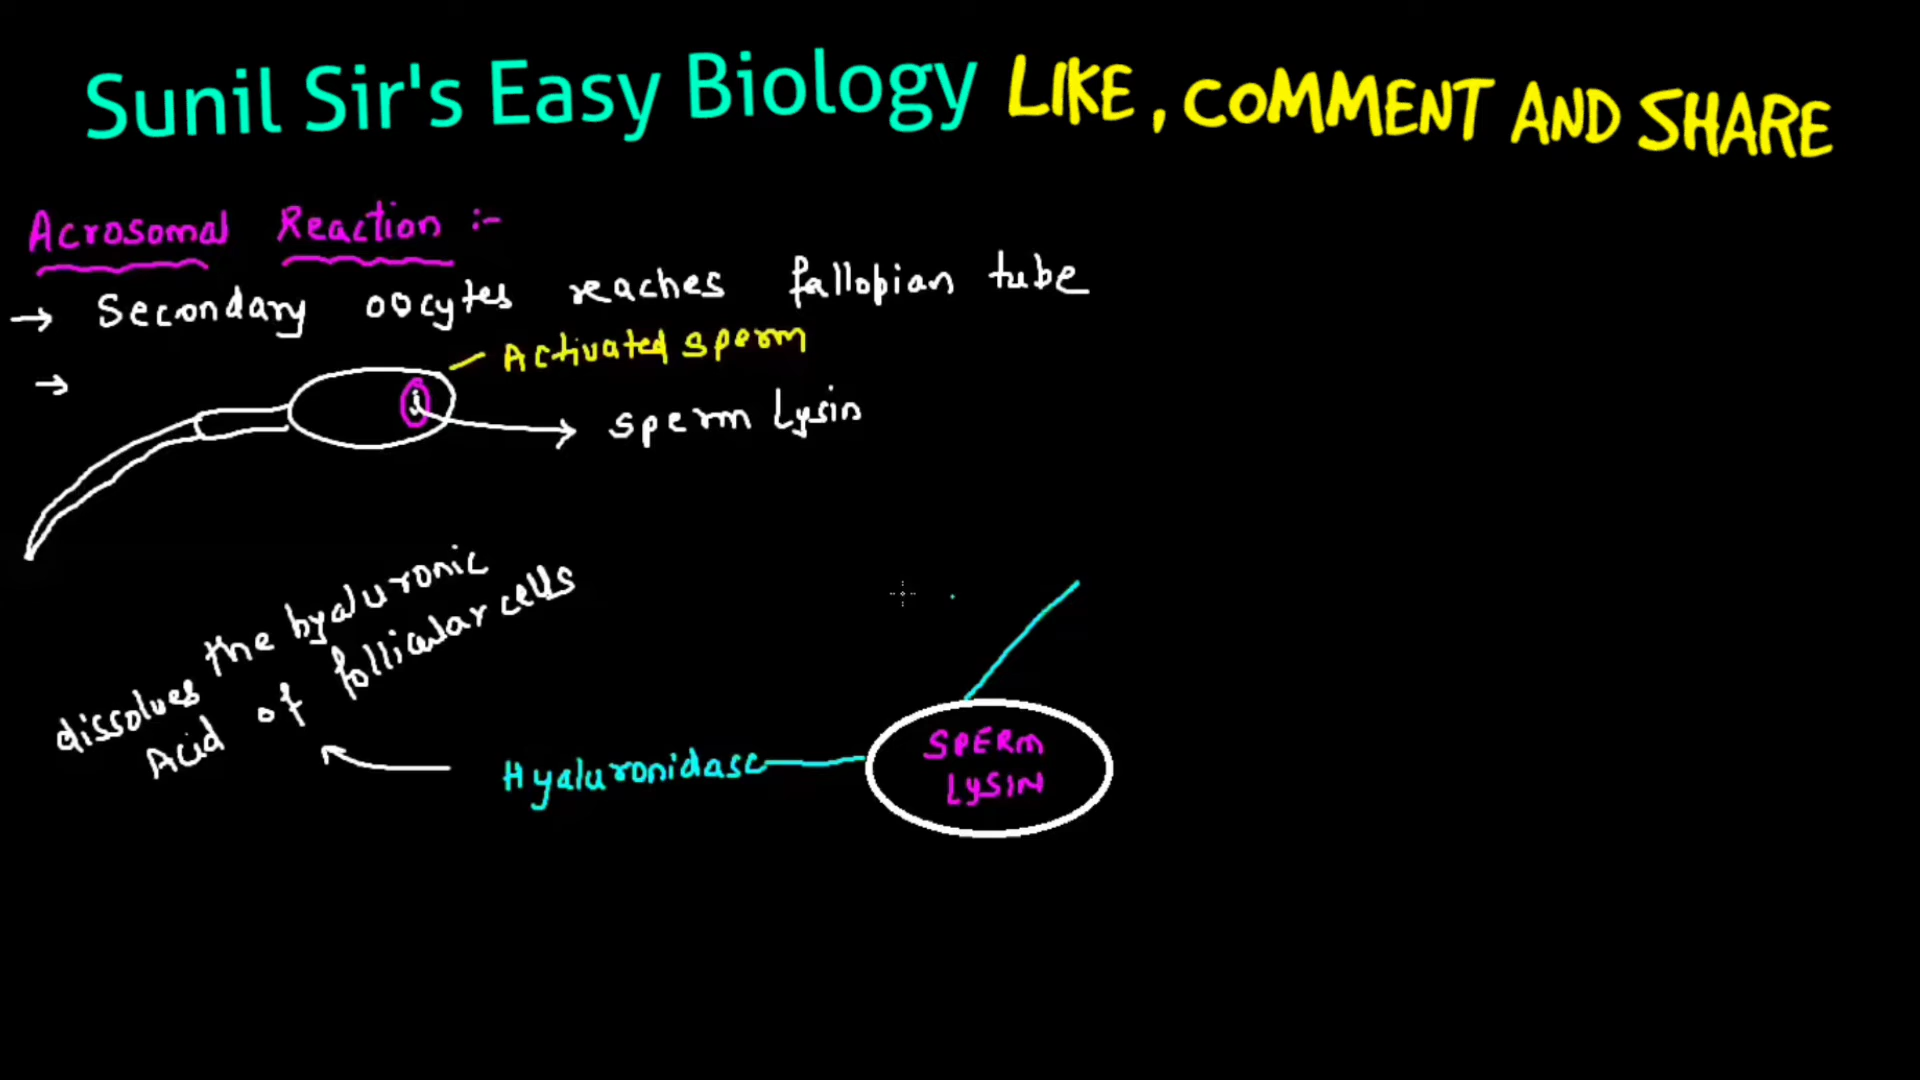 Sunil Sir's Easy Biology LIKE, COMMENT AND SHARE
Acrosomal Reaction :-
→ Secondary oocytes reaches fallopian tube
Activated sperm
→
sperm Lysin
dissolves the hyaluronic
Acid of follicular cells
Hyaluronidase
SPERM
LYSIN